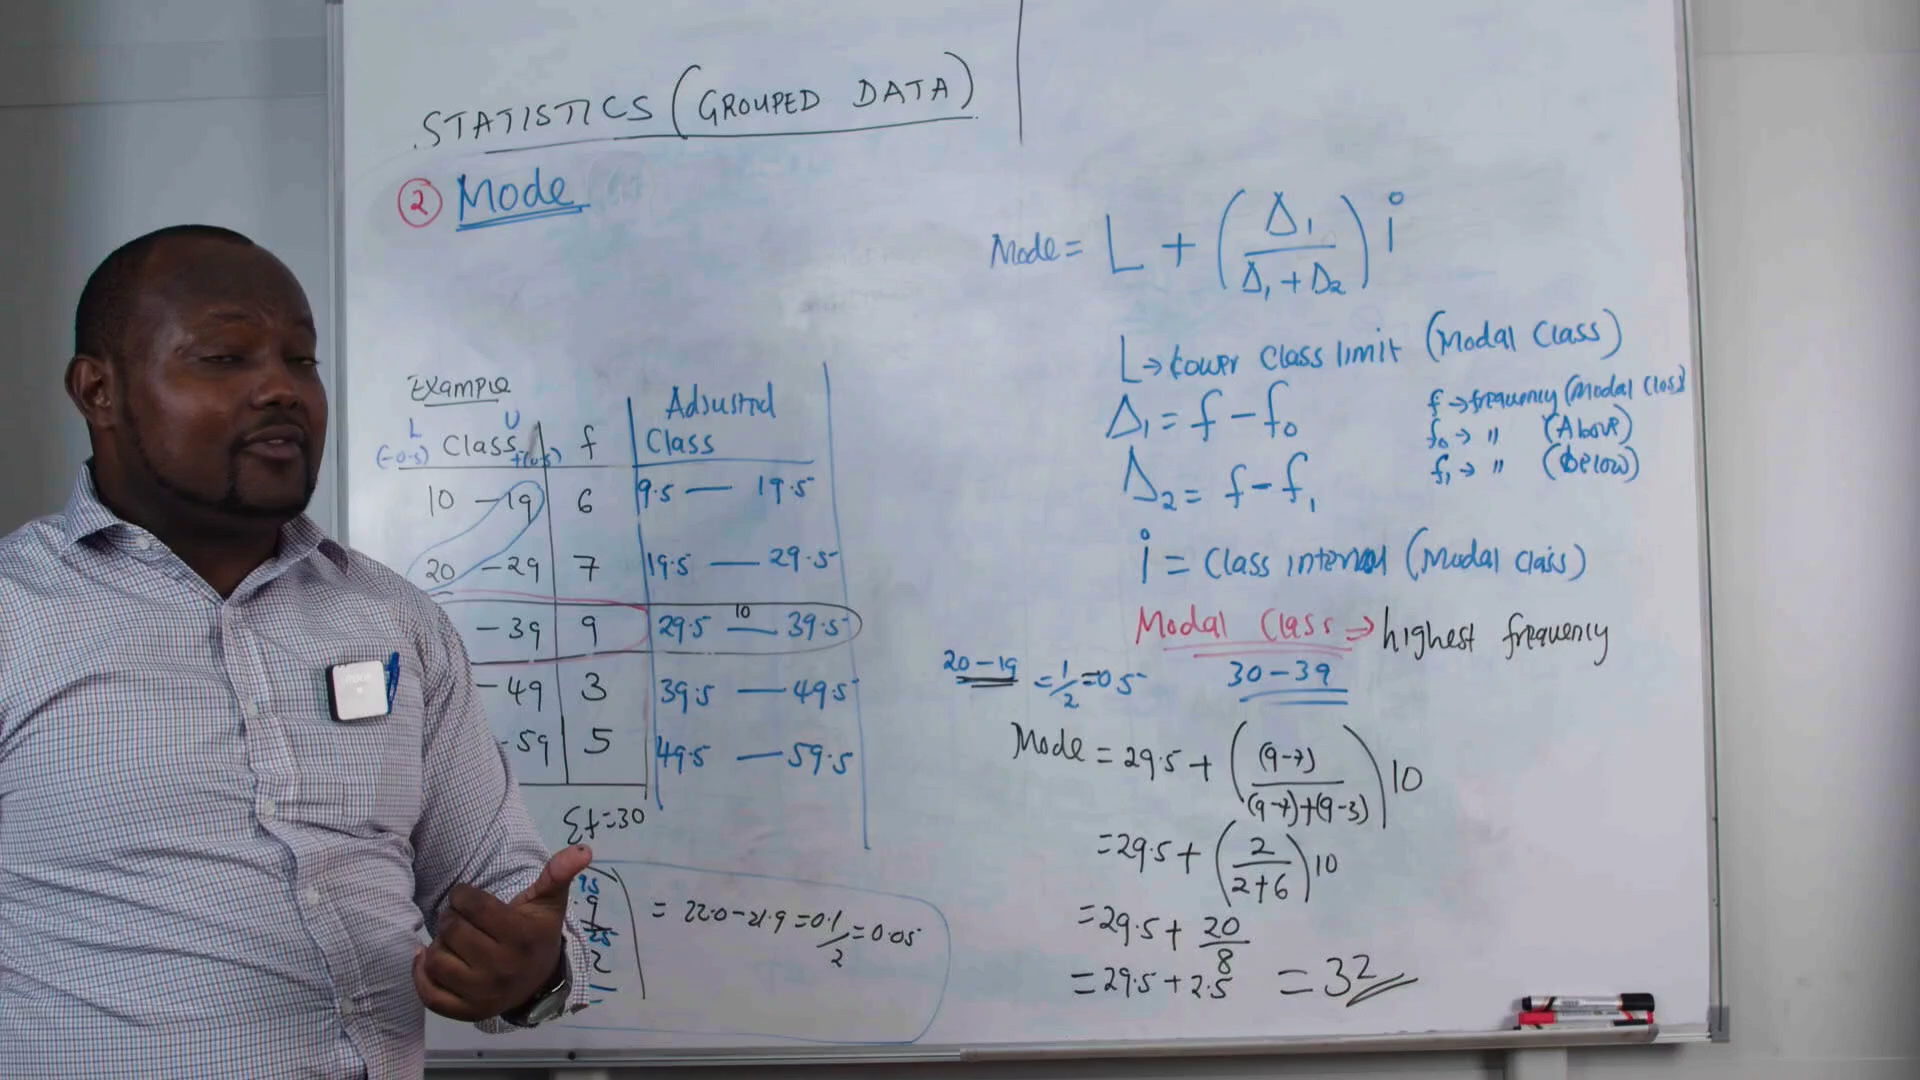 STATISTICS (GROUPED DATA)
② Mode
Example
L U
(-0.5) Class f
10 - 19 6
20 - 29 7
- 39 9
- 49 3
- 59 5
Σf=30
Adjusted
Class
9.5 — 19.5
19.5 — 29.5
10
29.5 — 39.5
39.5 — 49.5
49.5 — 59.5
= 22.0-21.9 = 0.1/2 = 0.05
Mode = L + (Δ₁/(Δ₁+Δ₂)) i
L → Lower class limit (Modal Class)
Δ₁ = f - f₀
Δ₂ = f - f₁
f → frequency (Modal Class)
f₀ → " (Above)
f₁ → " (Below)
i = Class interval (Modal Class)
Modal Class ⇒ highest frequency
30 - 39
20 - 19 = 1/2 = 0.5
Mode = 29.5 + ((9-7)/((9-7)+(9-3))) 10
= 29.5 + (2/(2+6)) 10
= 29.5 + 20/8
= 29.5 + 2.5 = 32